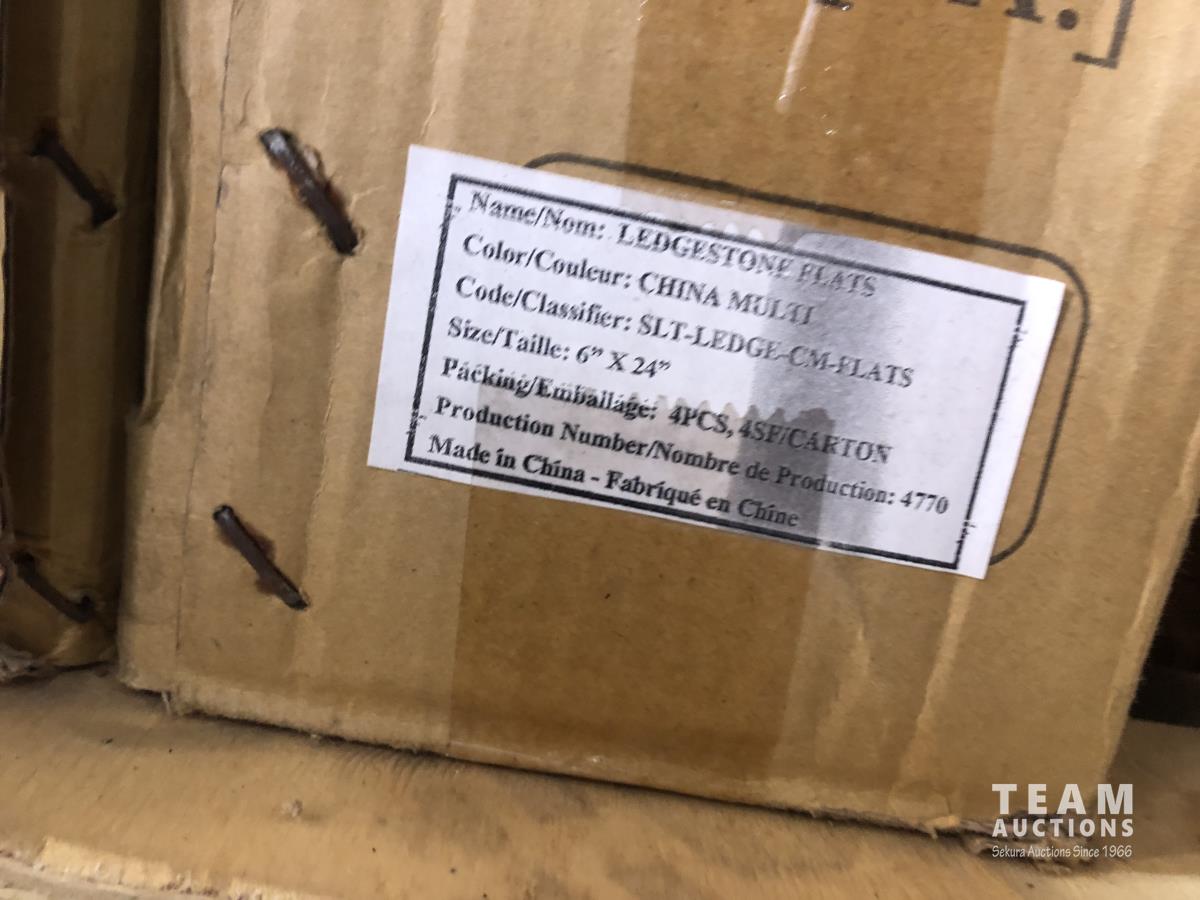 Name/Nom: LEDGESTONE FLATS
Color/Couleur: CHINA MULTI
Code/Classifier: SLT-LEDGE-CM-FLATS
Size/Taille: 6” X 24”
Packing/Emballage: 4PCS, 4SF/CARTON
Production Number/Nombre de Production: 4770
Made in China - Fabriqué en Chine
TEAM
AUCTIONS
Sekura Auctions Since 1966